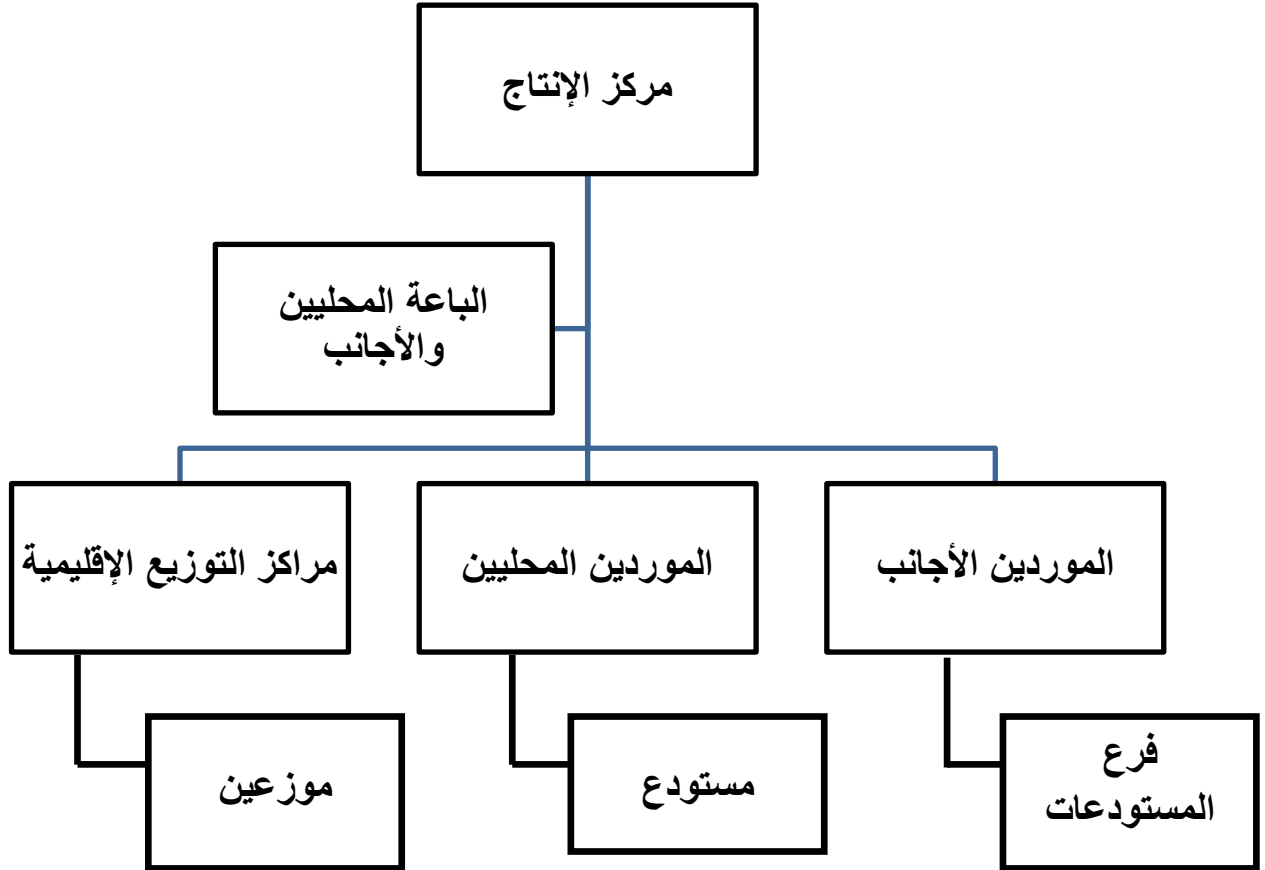 مركز الإنتاج
الباعة المحليين
والأجانب
الموردين الأجانب
الموردين المحليين
مراكز التوزيع الإقليمية
فرع
المستودعات
مستودع
موزعين